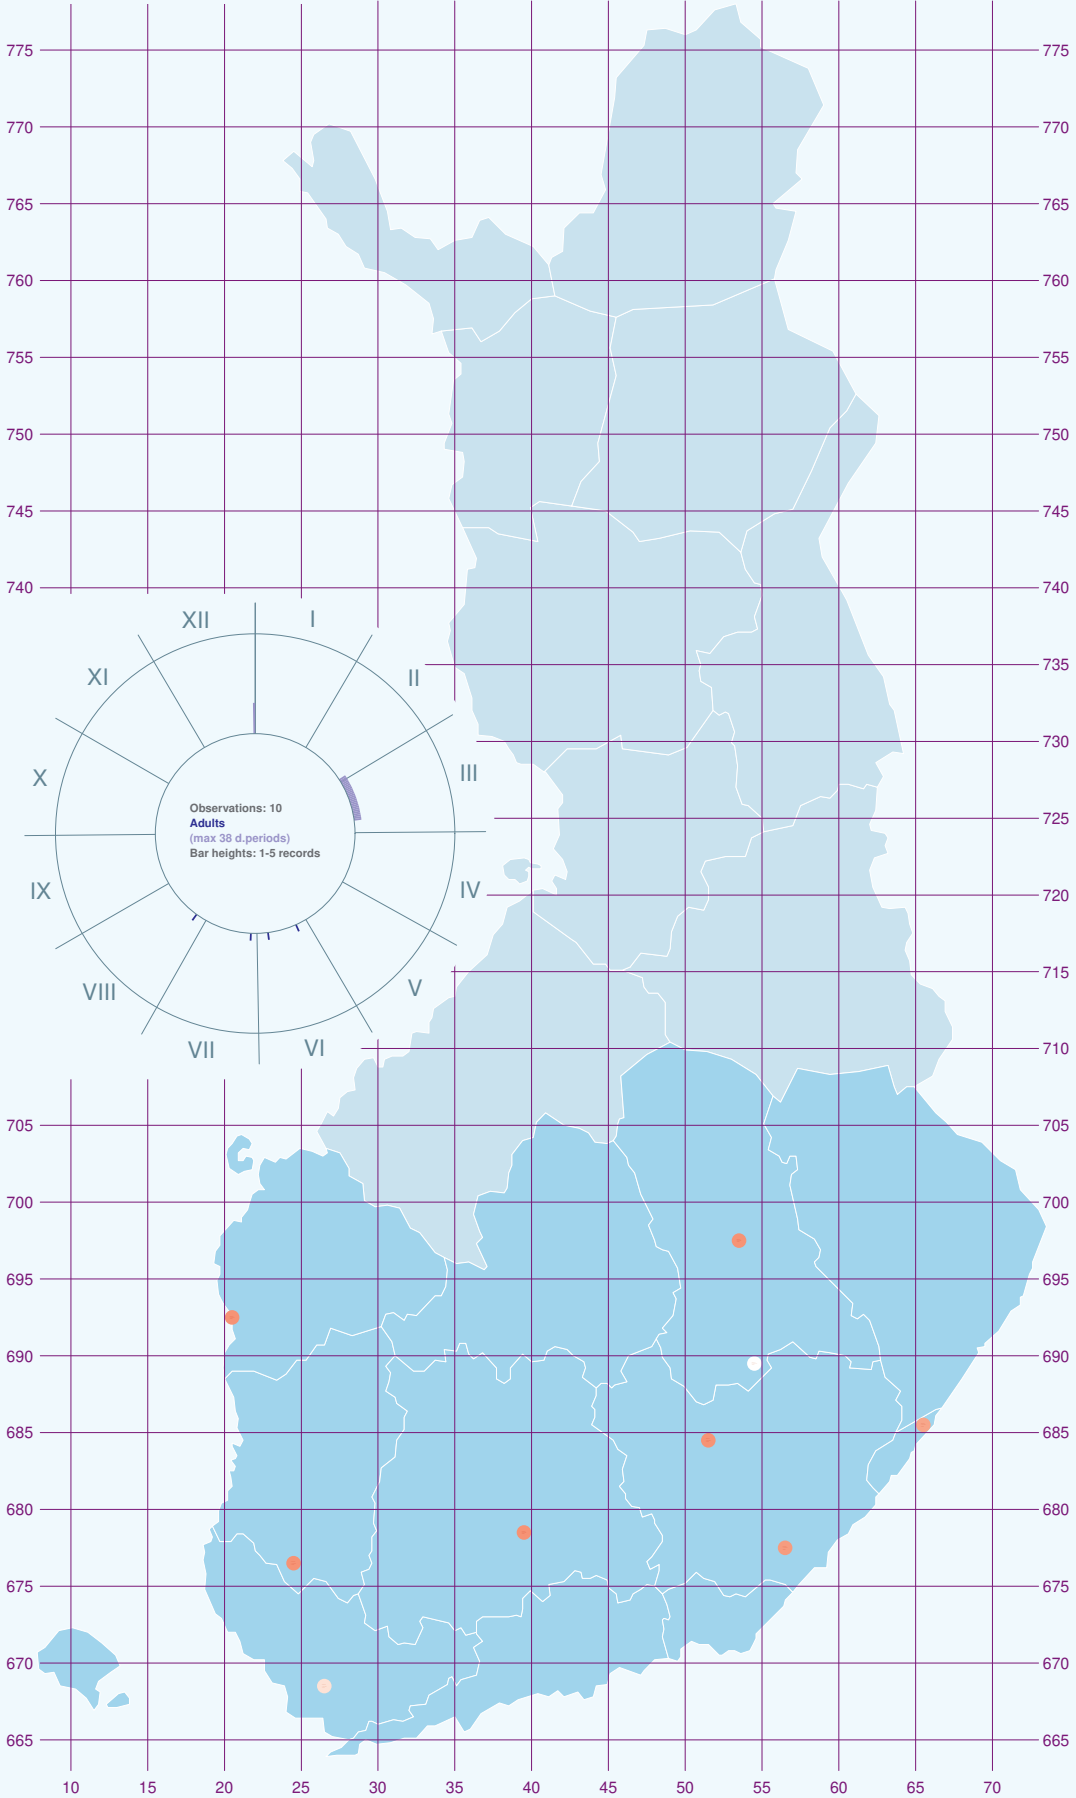 775 775
770 770
765 765
760 760
755 755
750 750
745 745
740 740
XII I
XI II
735
730
X III
725
Observations: 10
Adults
(max 38 d.periods)
Bar heights: 1-5 records
IX IV
720
VIII V
715
VII VI
710
705 705
700 700
695 695
690 690
685 685
680 680
675 675
670 670
665 665
10 15 20 25 30 35 40 45 50 55 60 65 70